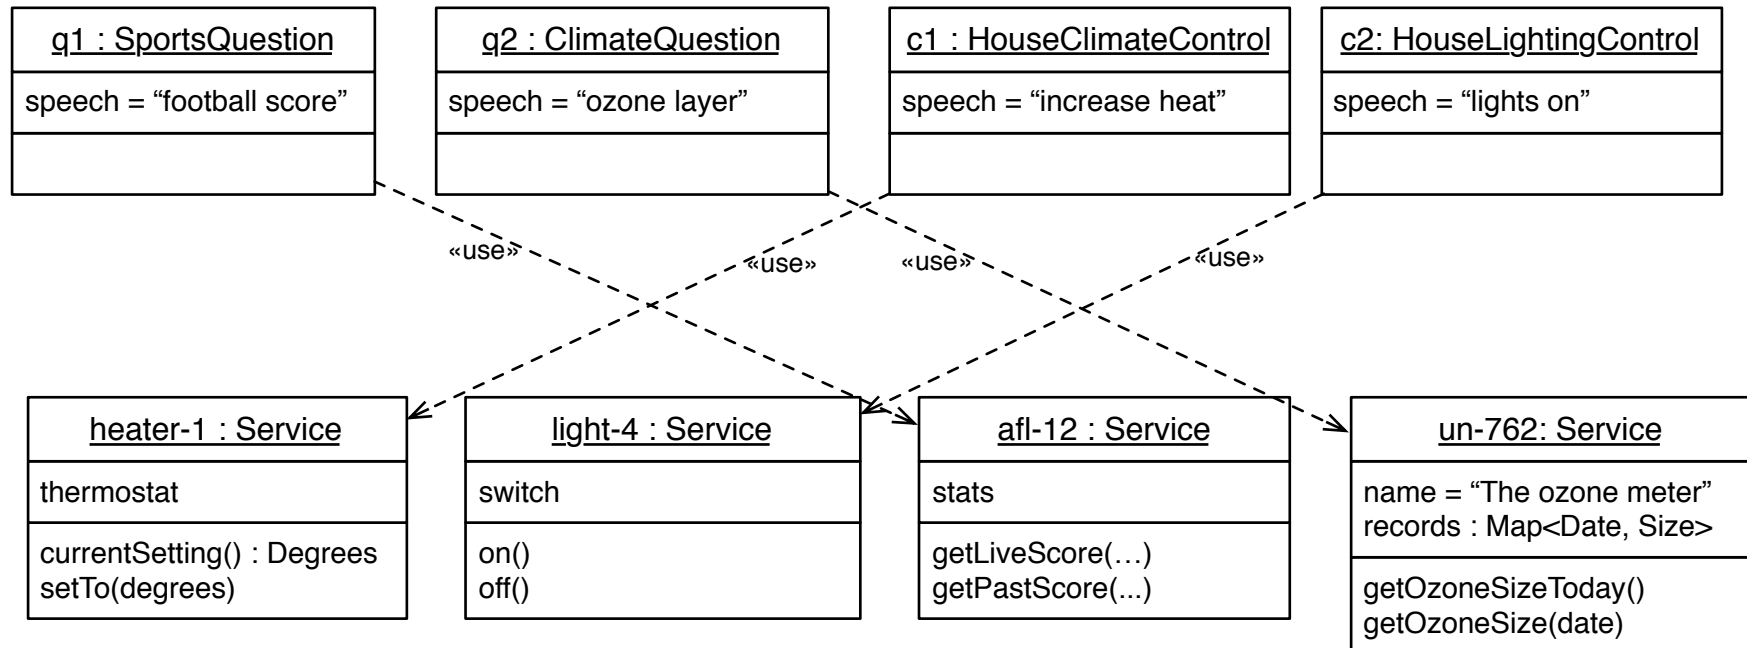 q1 : SportsQuestion
speech = “football score”
q2 : ClimateQuestion
speech = “ozone layer”
c1 : HouseClimateControl
speech = “increase heat”
c2: HouseLightingControl
speech = “lights on”
«use»
«use»
«use»
«use»
heater-1 : Service
thermostat
currentSetting() : Degrees
setTo(degrees)
light-4 : Service
switch
on()
off()
afl-12 : Service
stats
getLiveScore(…)
getPastScore(...)
un-762: Service
name = “The ozone meter”
records : Map<Date, Size>
getOzoneSizeToday()
getOzoneSize(date)